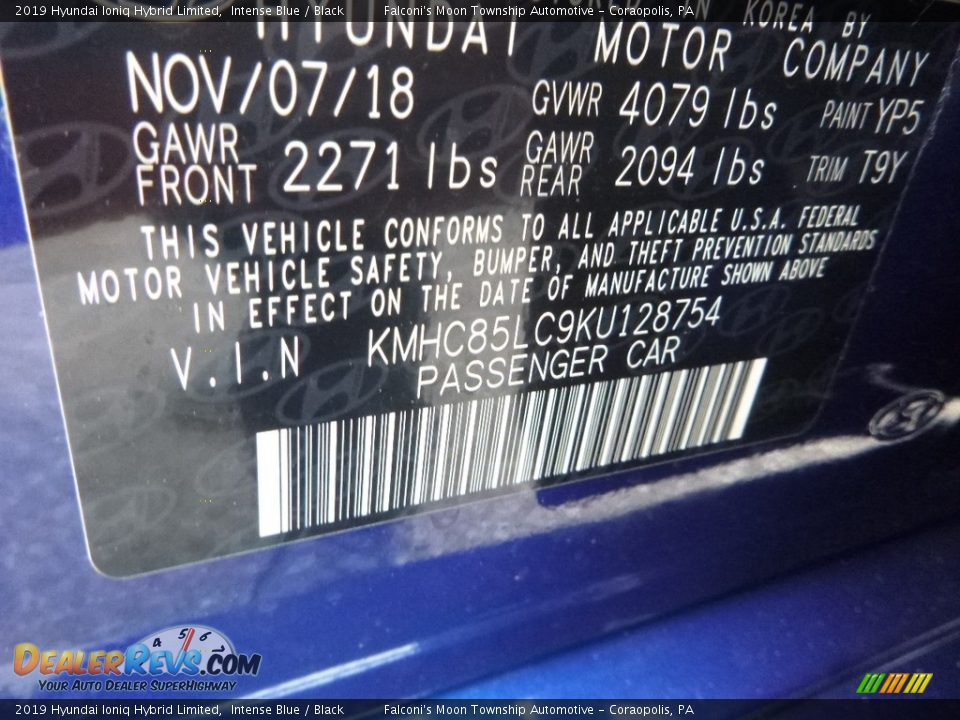 2019 Hyundai Ioniq Hybrid Limited, Intense Blue / Black Falconi's Moon Township Automotive - Coraopolis, PA
HYUNDAI MOTOR COMPANY KOREA BY
NOV/07/18 GVWR 4079 lbs PAINT YP5
GAWR FRONT 2271 lbs GAWR REAR 2094 lbs TRIM T9Y
THIS VEHICLE CONFORMS TO ALL APPLICABLE U.S.A. FEDERAL
MOTOR VEHICLE SAFETY, BUMPER, AND THEFT PREVENTION STANDARDS
IN EFFECT ON THE DATE OF MANUFACTURE SHOWN ABOVE
V.I.N KMHC85LC9KU128754
PASSENGER CAR
4 5 6
DEALERREVS.COM
YOUR AUTO DEALER SUPERHIGHWAY
2019 Hyundai Ioniq Hybrid Limited, Intense Blue / Black Falconi's Moon Township Automotive - Coraopolis, PA